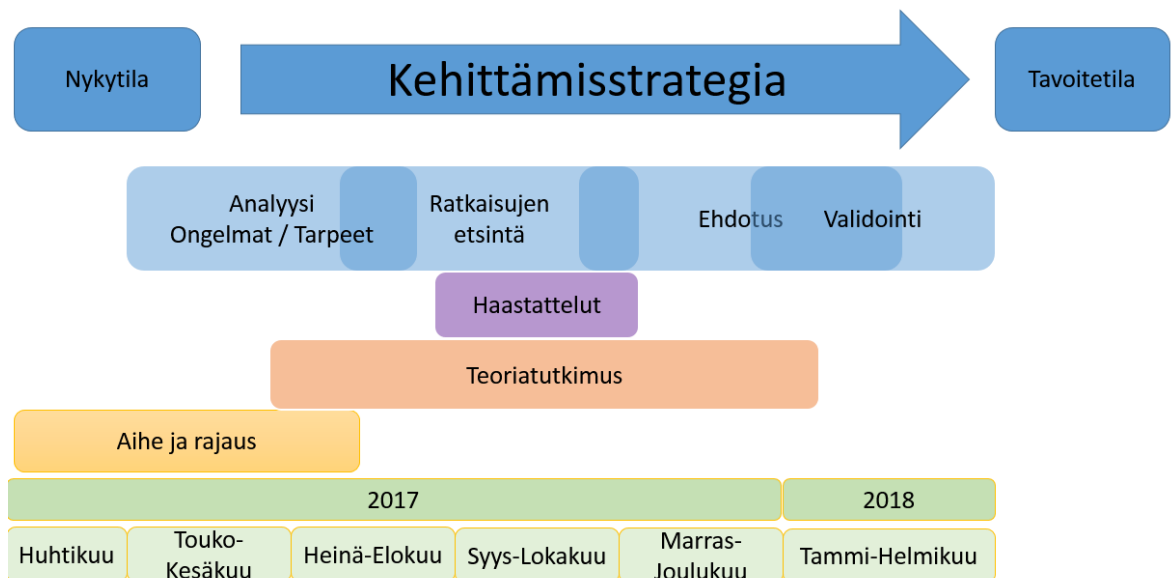 Nykytila
Kehittämisstrategia
Tavoitetila
Analyysi
Ongelmat / Tarpeet
Ratkaisujen
etsintä
Ehdotus
Validointi
Haastattelut
Teoriatutkimus
Aihe ja rajaus
2017
2018
Huhtikuu
Touko-
Kesäkuu
Heinä-Elokuu
Syys-Lokakuu
Marras-
Joulukuu
Tammi-Helmikuu